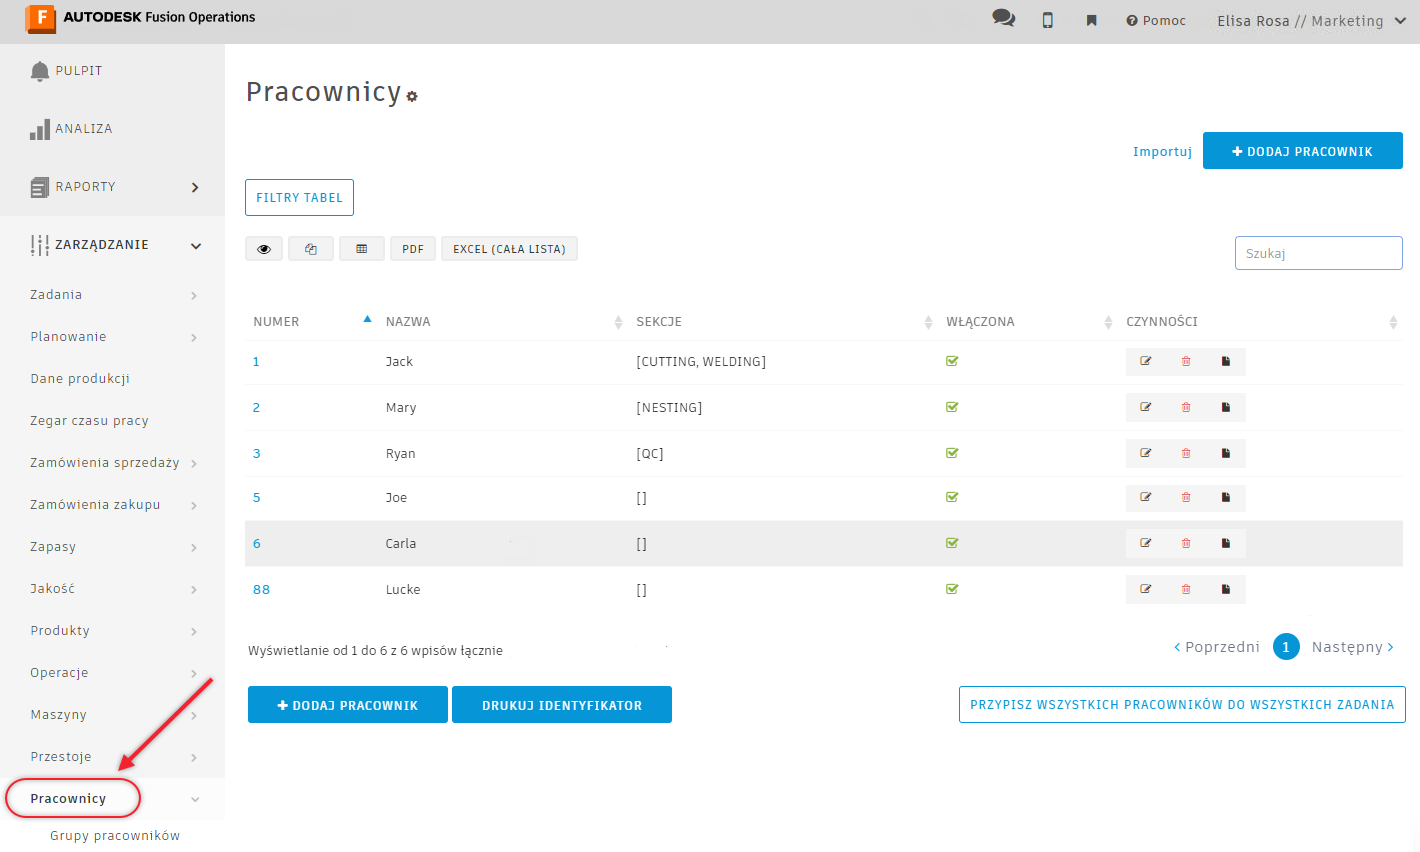 F AUTODESK Fusion Operations
Pomoc
Elisa Rosa // Marketing
PULPIT
ANALIZA
RAPORTY
ZARZĄDZANIE
Zadania
Planowanie
Dane produkcji
Zegar czasu pracy
Zamówienia sprzedaży
Zamówienia zakupu
Zapasy
Jakość
Produkty
Operacje
Maszyny
Przestoje
Pracownicy
Grupy pracowników
Pracownicy
Importuj
+ DODAJ PRACOWNIK
FILTRY TABEL
PDF
EXCEL (CAŁA LISTA)
Szukaj
NUMER NAZWA SEKCJE WŁĄCZONA CZYNNOŚCI
1 Jack [CUTTING, WELDING]
2 Mary [NESTING]
3 Ryan [QC]
5 Joe []
6 Carla []
88 Lucke []
Wyświetlanie od 1 do 6 z 6 wpisów łącznie
< Poprzedni 1 Następny >
+ DODAJ PRACOWNIK
DRUKUJ IDENTYFIKATOR
PRZYPISZ WSZYSTKICH PRACOWNIKÓW DO WSZYSTKICH ZADANIA